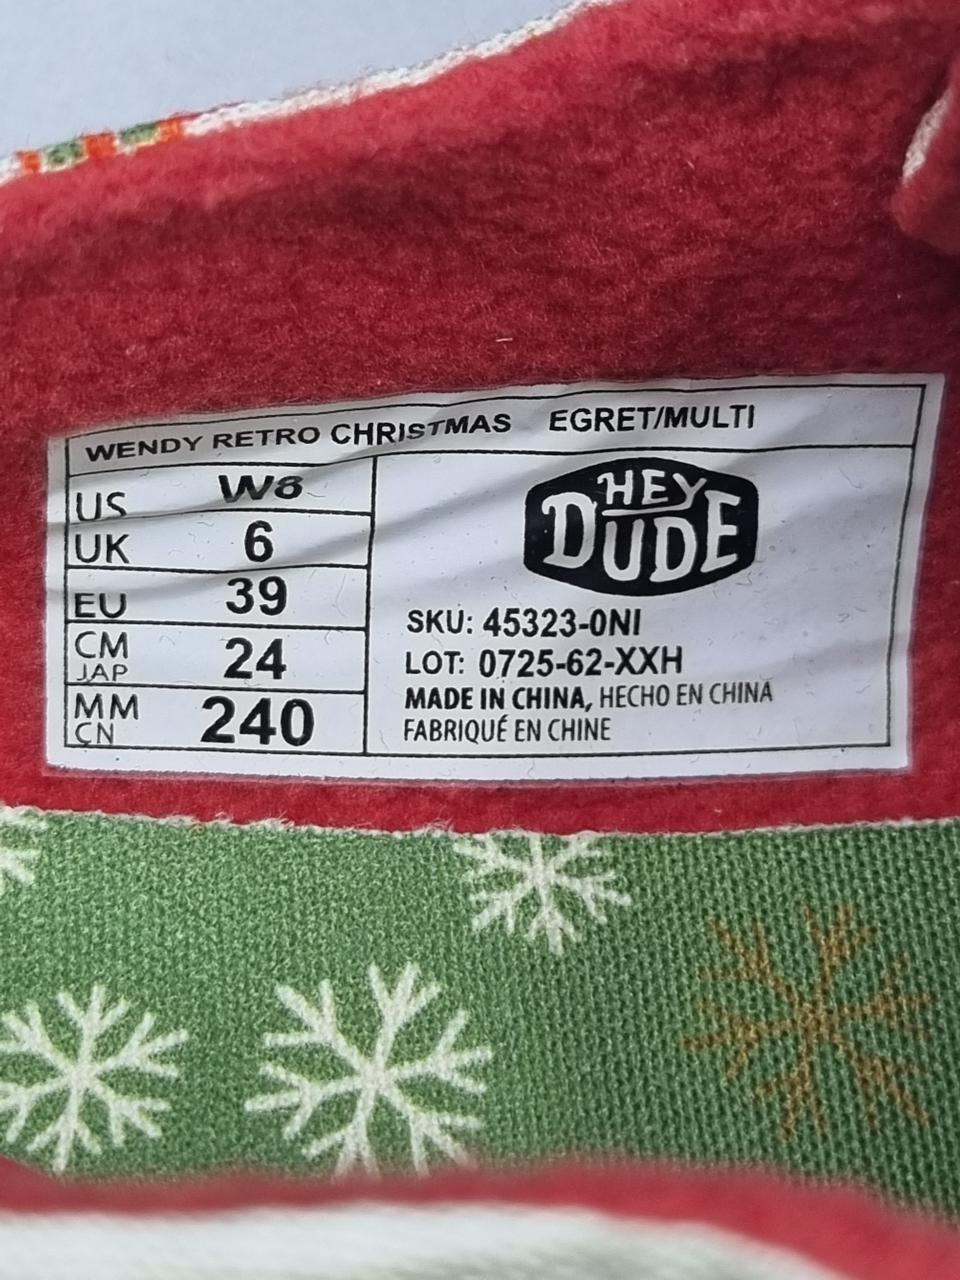 WENDY RETRO CHRISTMAS EGRET/MULTI
US W8
UK 6
EU 39
CM JAP 24
MM CN 240
HEY
DUDE
SKU: 45323-0NI
LOT: 0725-62-XXH
MADE IN CHINA, HECHO EN CHINA
FABRIQUÉ EN CHINE